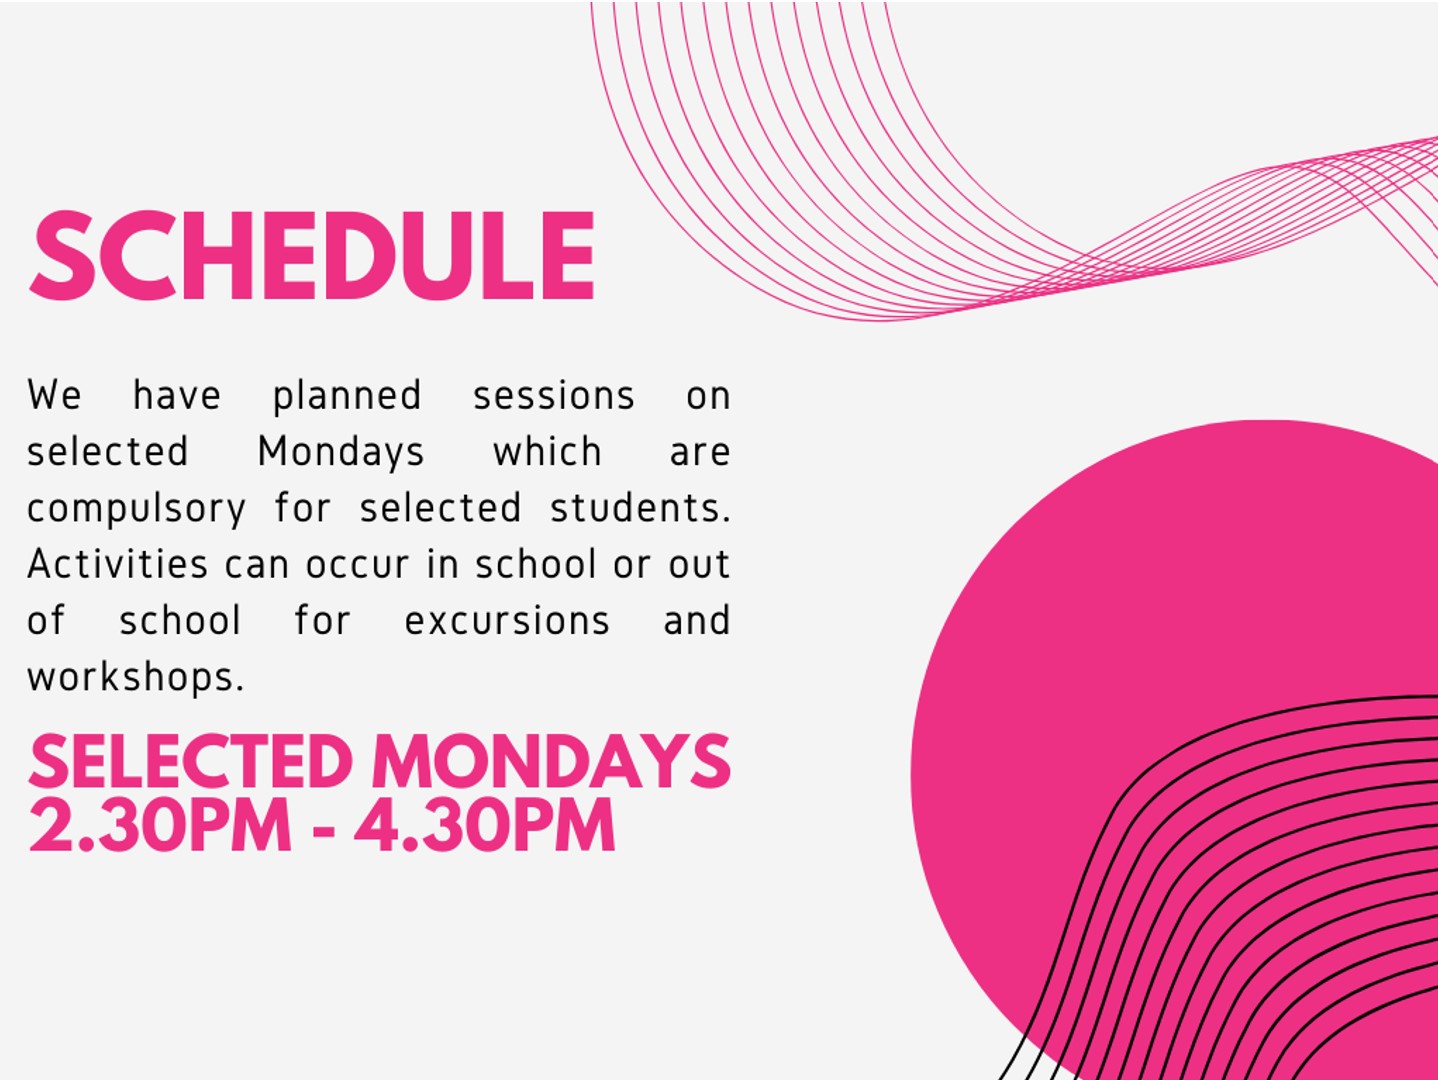 SCHEDULE
We have planned sessions on
selected Mondays which are
compulsory for selected students.
Activities can occur in school or out
of school for excursions and
workshops.
SELECTED MONDAYS
2.30PM - 4.30PM